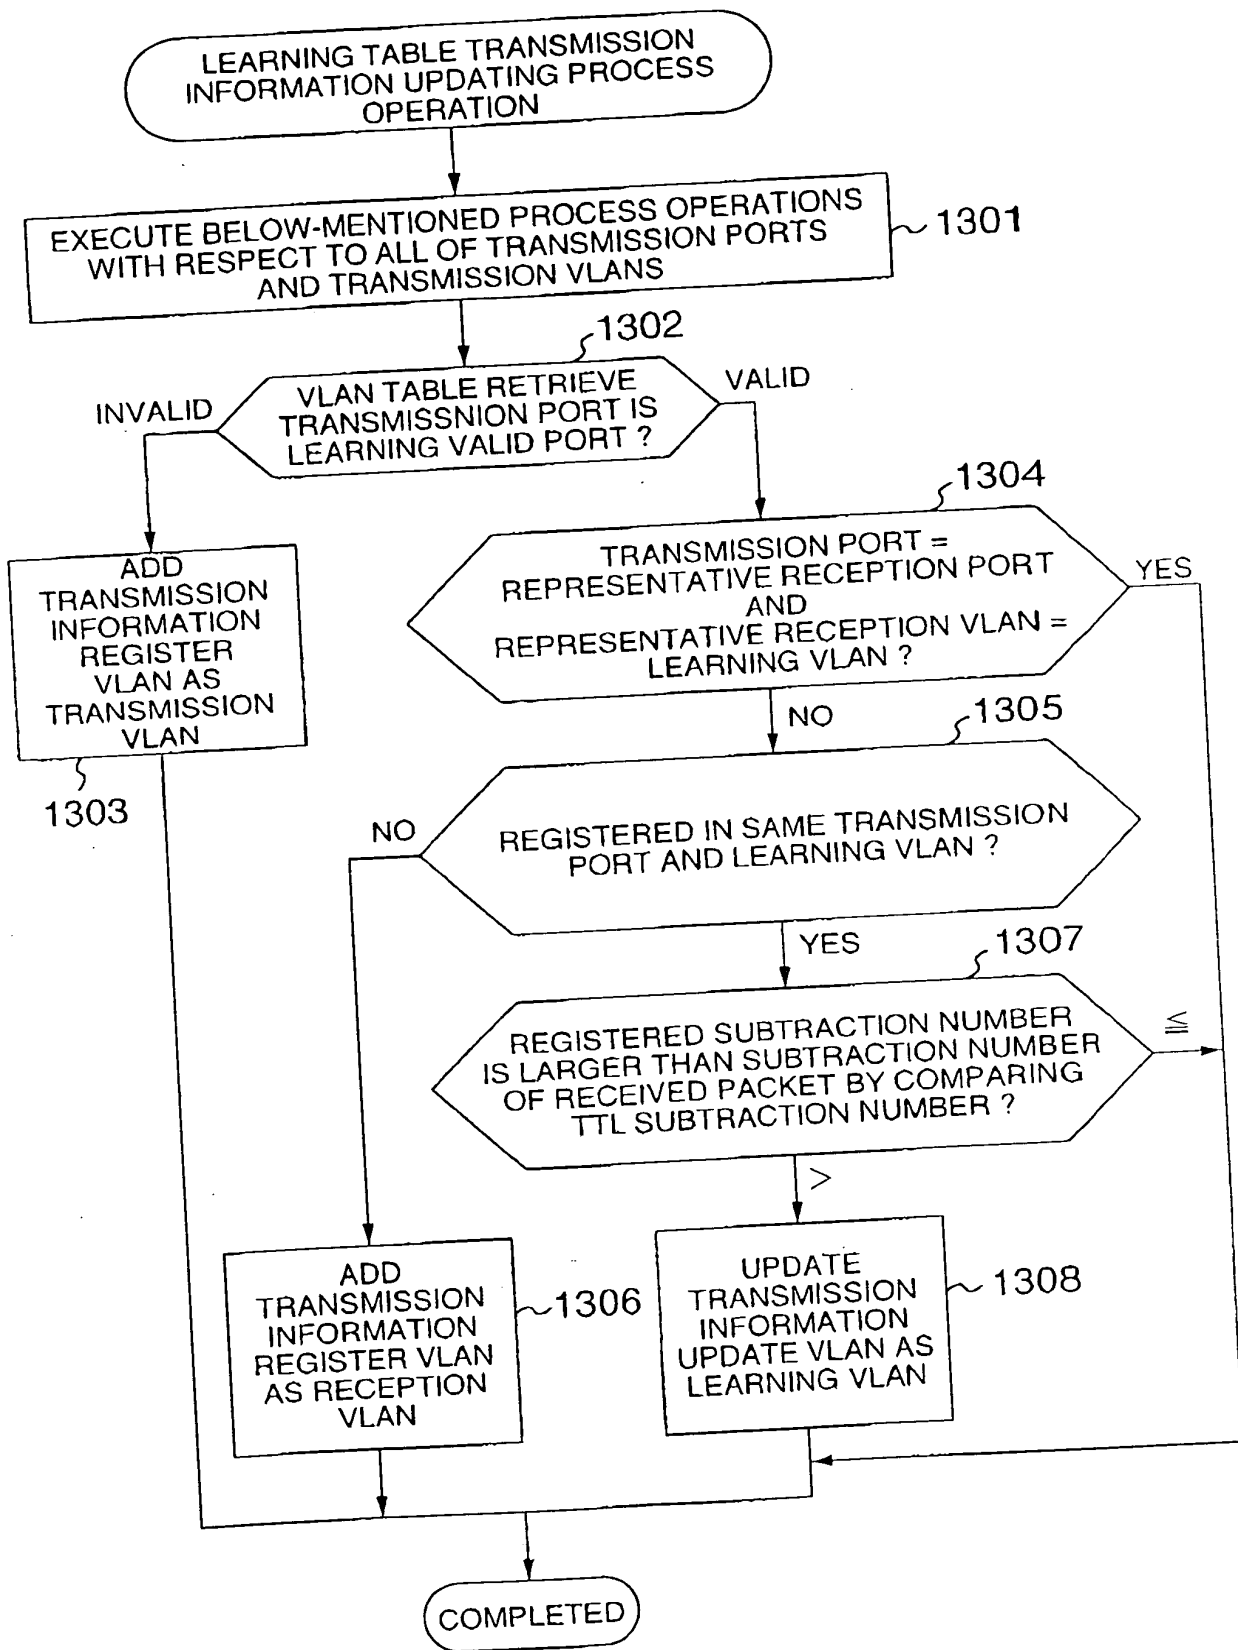 LEARNING TABLE TRANSMISSION
INFORMATION UPDATING PROCESS
OPERATION
EXECUTE BELOW-MENTIONED PROCESS OPERATIONS
WITH RESPECT TO ALL OF TRANSMISSION PORTS
AND TRANSMISSION VLANS
1301
1302
INVALID
VLAN TABLE RETRIEVE
TRANSMISSNION PORT IS
LEARNING VALID PORT ?
VALID
1304
ADD
TRANSMISSION
INFORMATION
REGISTER
VLAN AS
TRANSMISSION
VLAN
1303
TRANSMISSION PORT =
REPRESENTATIVE RECEPTION PORT
AND
REPRESENTATIVE RECEPTION VLAN =
LEARNING VLAN ?
YES
NO
1305
NO
REGISTERED IN SAME TRANSMISSION
PORT AND LEARNING VLAN ?
YES
1307
REGISTERED SUBTRACTION NUMBER
IS LARGER THAN SUBTRACTION NUMBER
OF RECEIVED PACKET BY COMPARING
TTL SUBTRACTION NUMBER ?
≦
>
ADD
TRANSMISSION
INFORMATION
REGISTER VLAN
AS RECEPTION
VLAN
1306
UPDATE
TRANSMISSION
INFORMATION
UPDATE VLAN AS
LEARNING VLAN
1308
COMPLETED